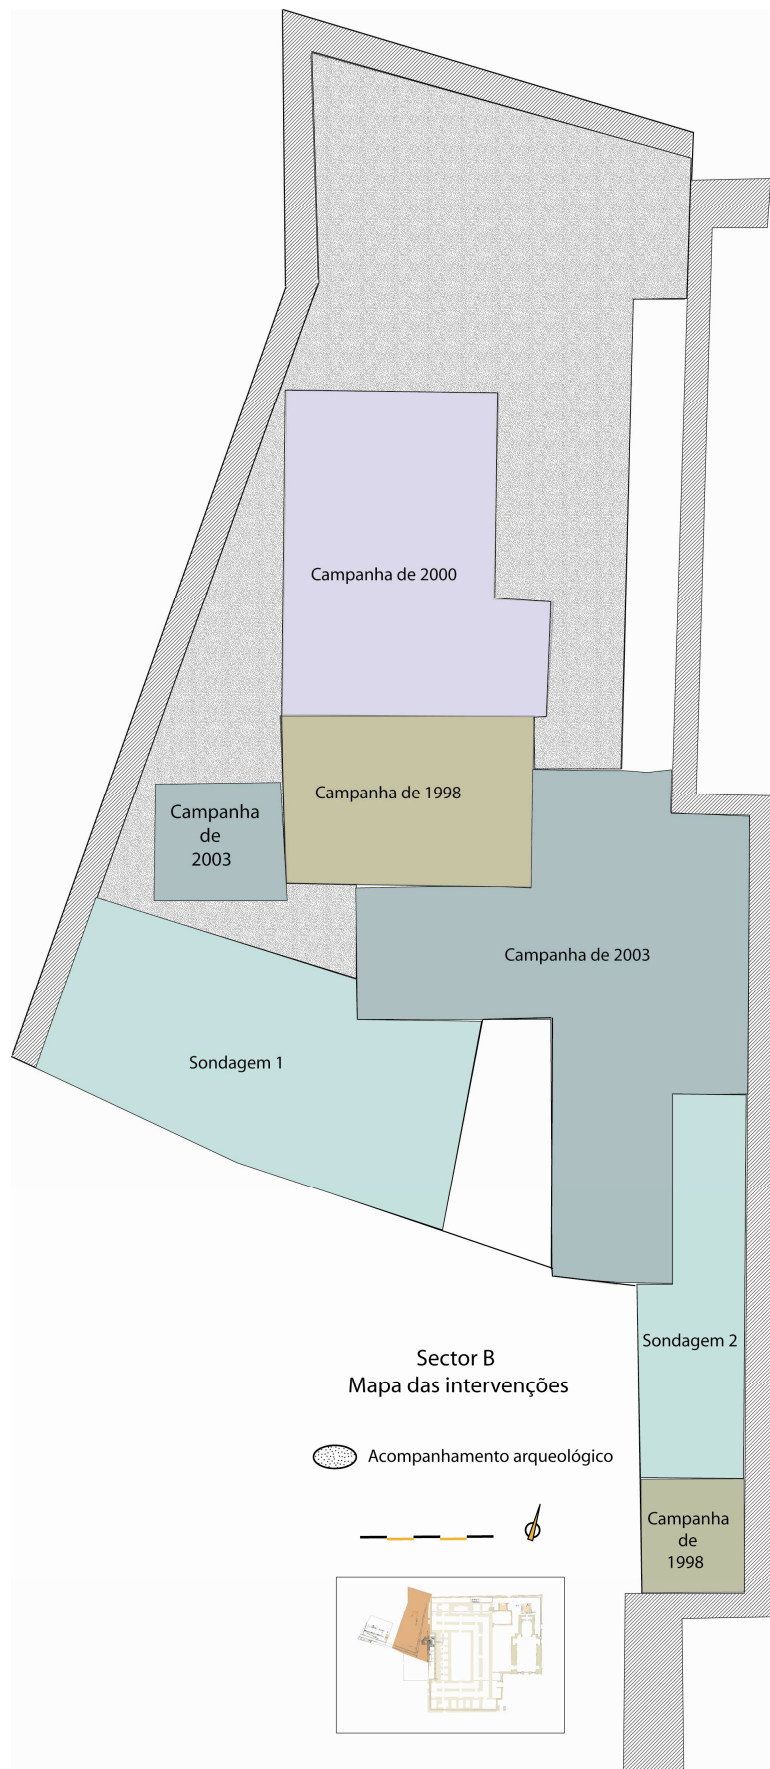 Campanha de 2000
Campanha de 1998
Campanha
de
2003
Campanha de 2003
Sondagem 1
Sondagem 2
Sector B
Mapa das intervenções
Acompanhamento arqueológico
Campanha
de
1998